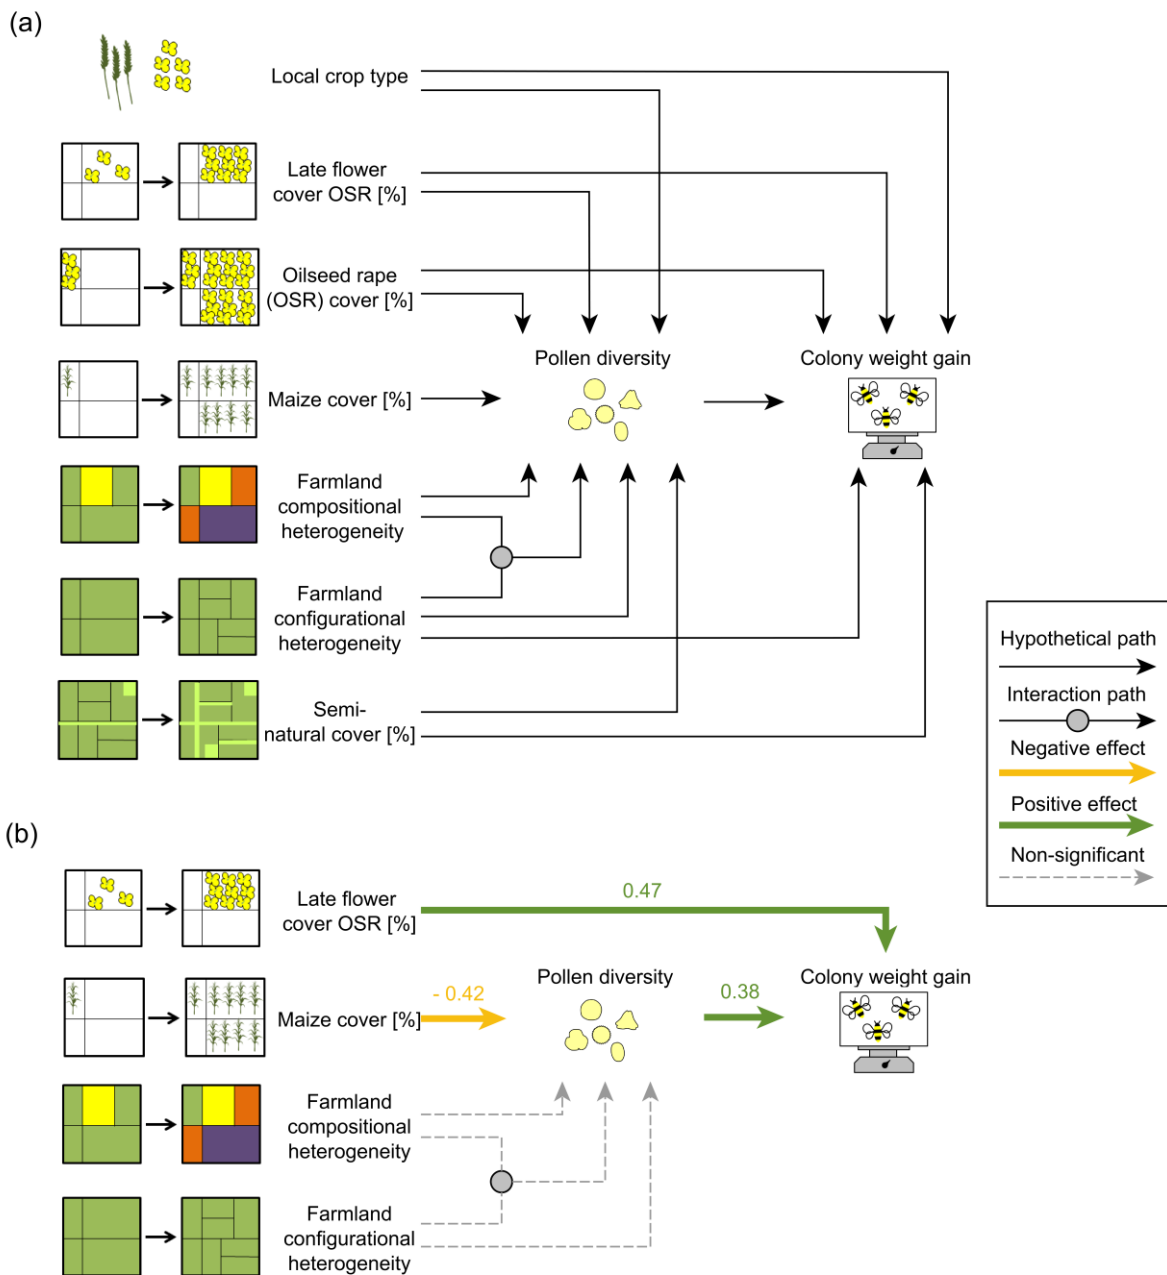 (a)
Local crop type
Late flower
cover OSR [%]
Oilseed rape
(OSR) cover [%]
Pollen diversity
Colony weight gain
Maize cover [%]
Farmland
compositional
heterogeneity
Farmland
configurational
heterogeneity
Semi-
natural cover [%]
Hypothetical path
Interaction path
Negative effect
Positive effect
Non-significant
(b)
Late flower
cover OSR [%]
0.47
Pollen diversity
Colony weight gain
Maize cover [%]
- 0.42
0.38
Farmland
compositional
heterogeneity
Farmland
configurational
heterogeneity